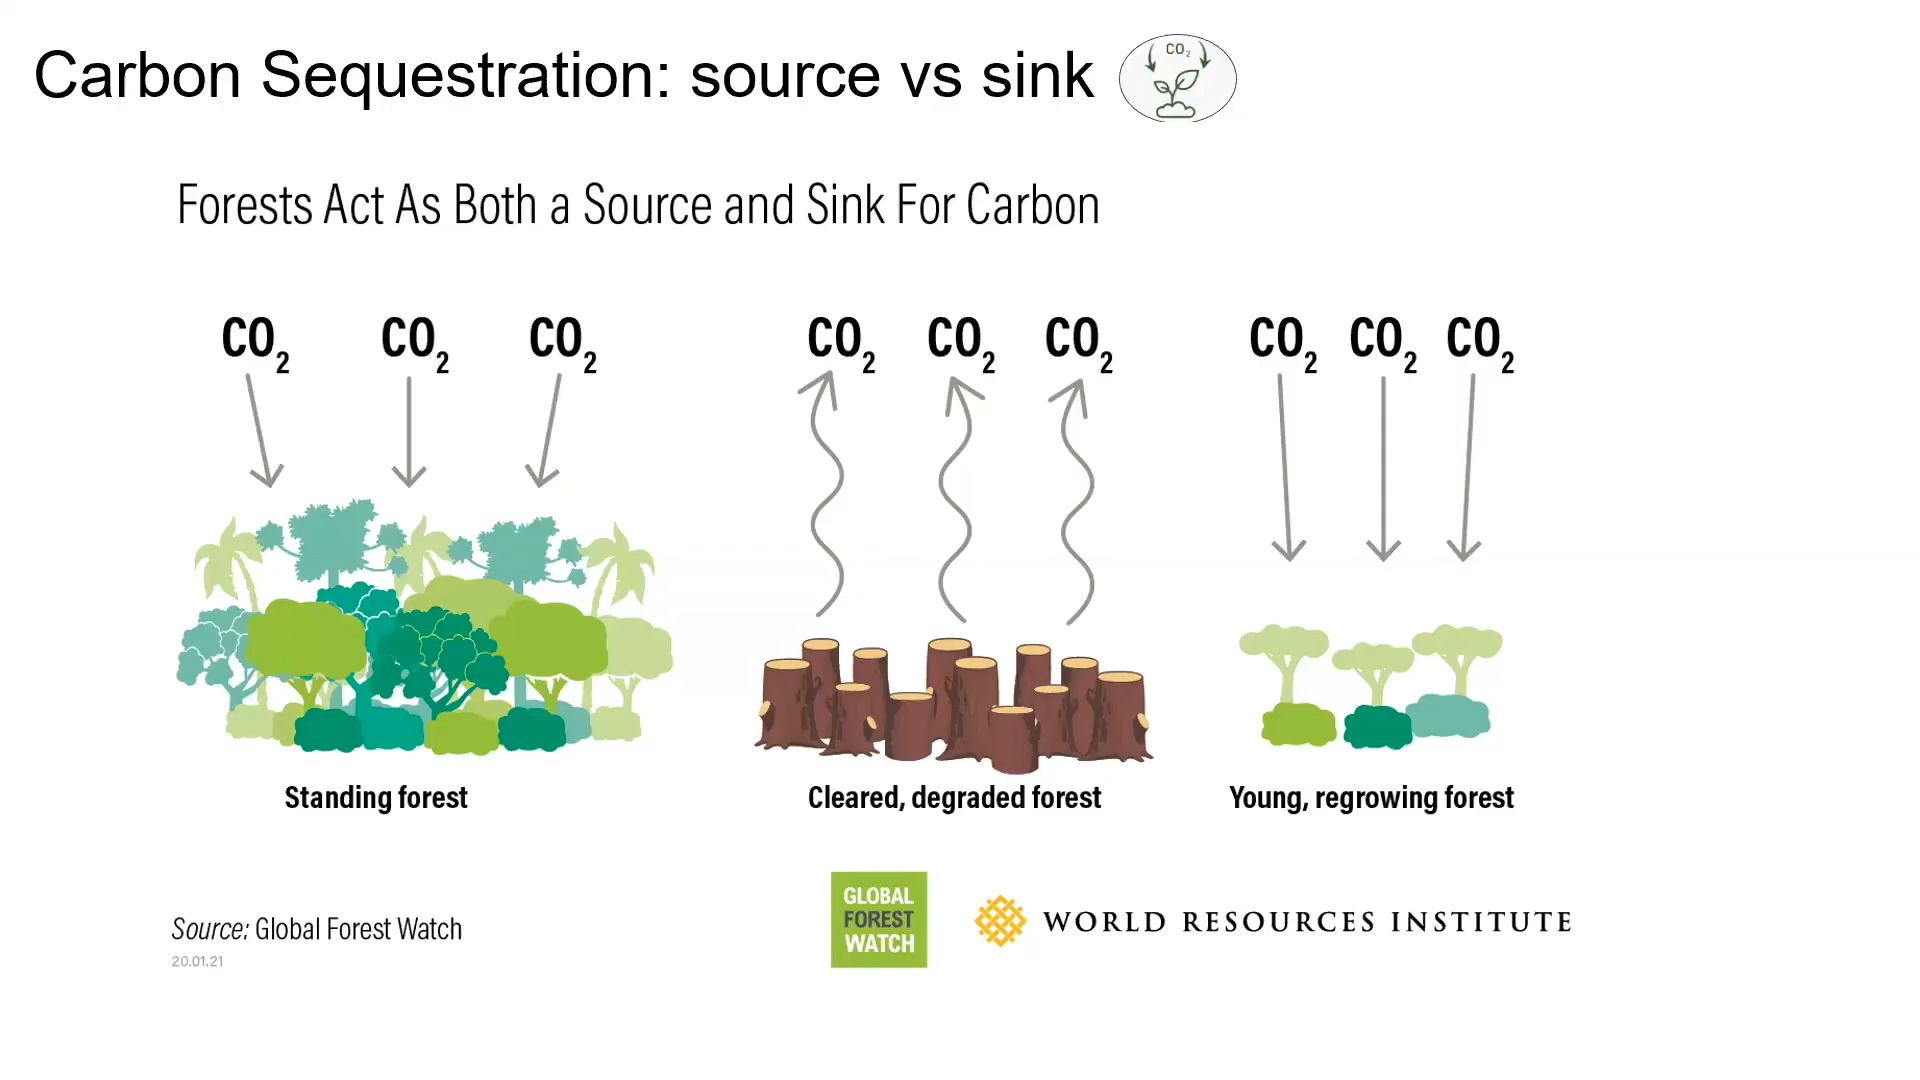 Carbon Sequestration: source vs sink
CO₂
Forests Act As Both a Source and Sink For Carbon
CO₂ CO₂ CO₂ CO₂ CO₂ CO₂ CO₂ CO₂ CO₂
Standing forest
Cleared, degraded forest
Young, regrowing forest
Source: Global Forest Watch
20.01.21
GLOBAL
FOREST
WATCH
WORLD RESOURCES INSTITUTE